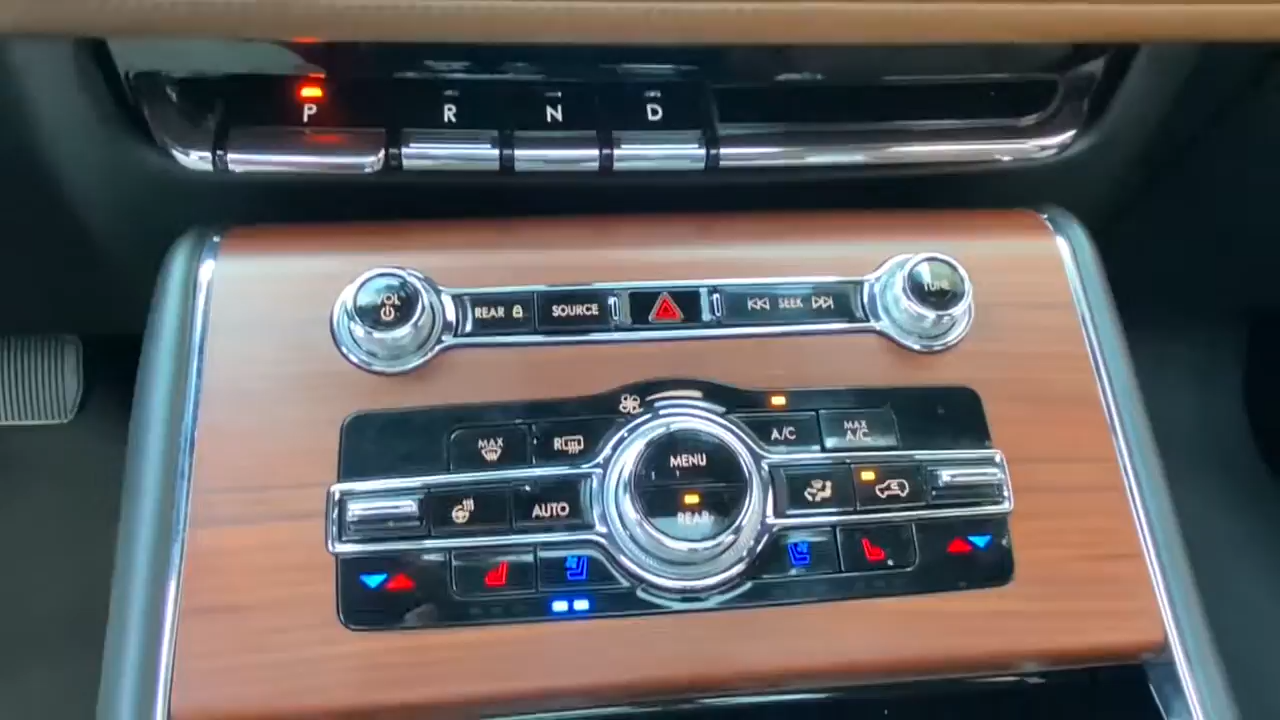 P R N D
VOL REAR SOURCE SEEK TUNE
MAX R A/C MAX A/C
MENU
AUTO REAR